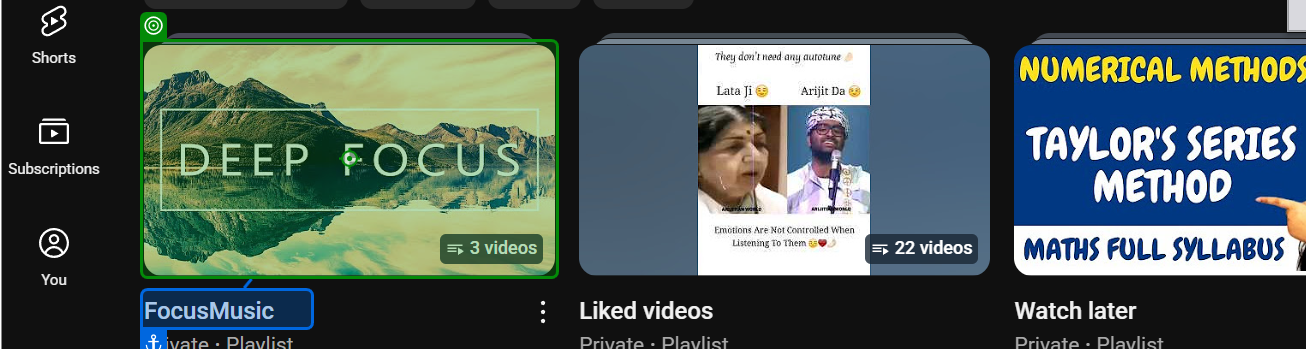 Shorts
Subscriptions
You
DEEP FOCUS
3 videos
FocusMusic
Private · Playlist
They don't need any autotune 👌🏻
Lata Ji 😌
Arijit Da 😌
Emotions Are Not Controlled When
Listening To Them
22 videos
Liked videos
Private · Playlist
NUMERICAL METHODS
TAYLOR'S SERIES
METHOD
MATHS FULL SYLLABUS
Watch later
Private · Playlist